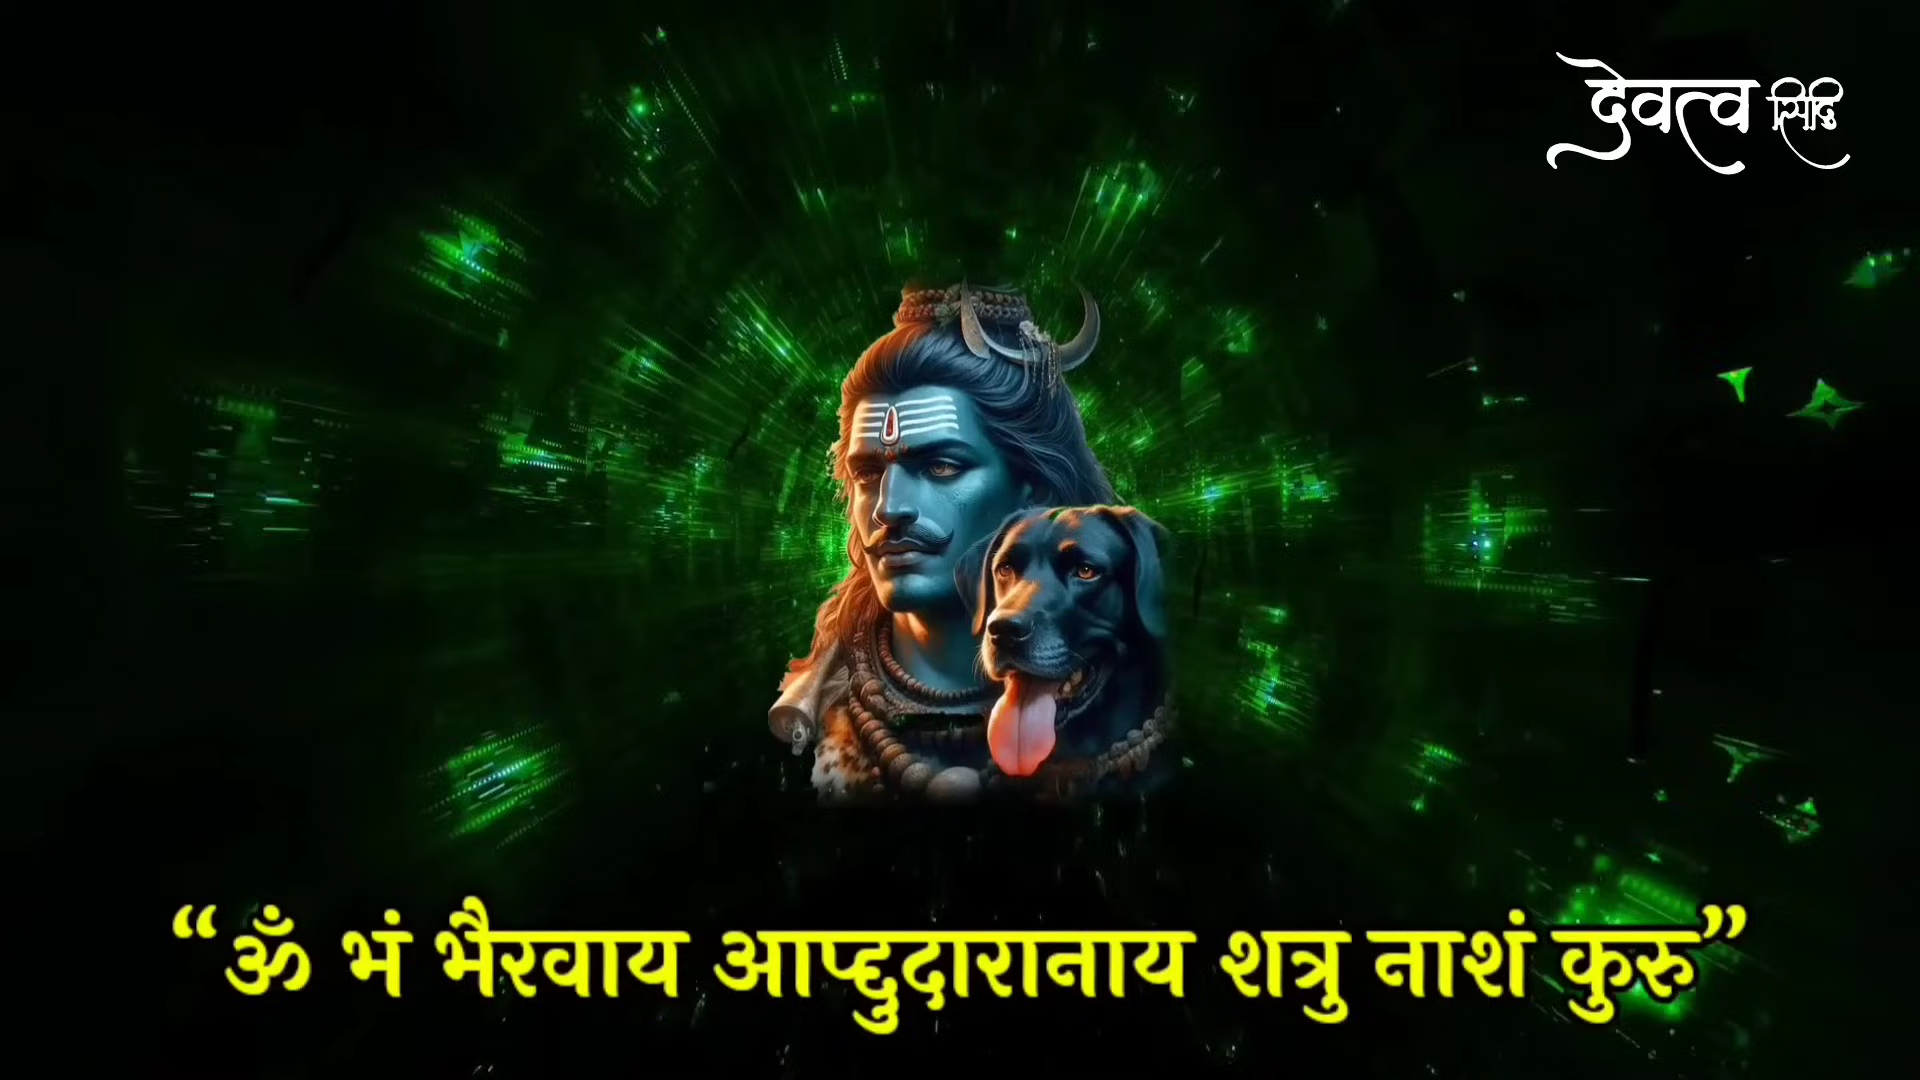 देवत्व सिद्धि
“ॐ भं भैरवाय आप्द्दुदारानाय शत्रु नाशं कुरु”